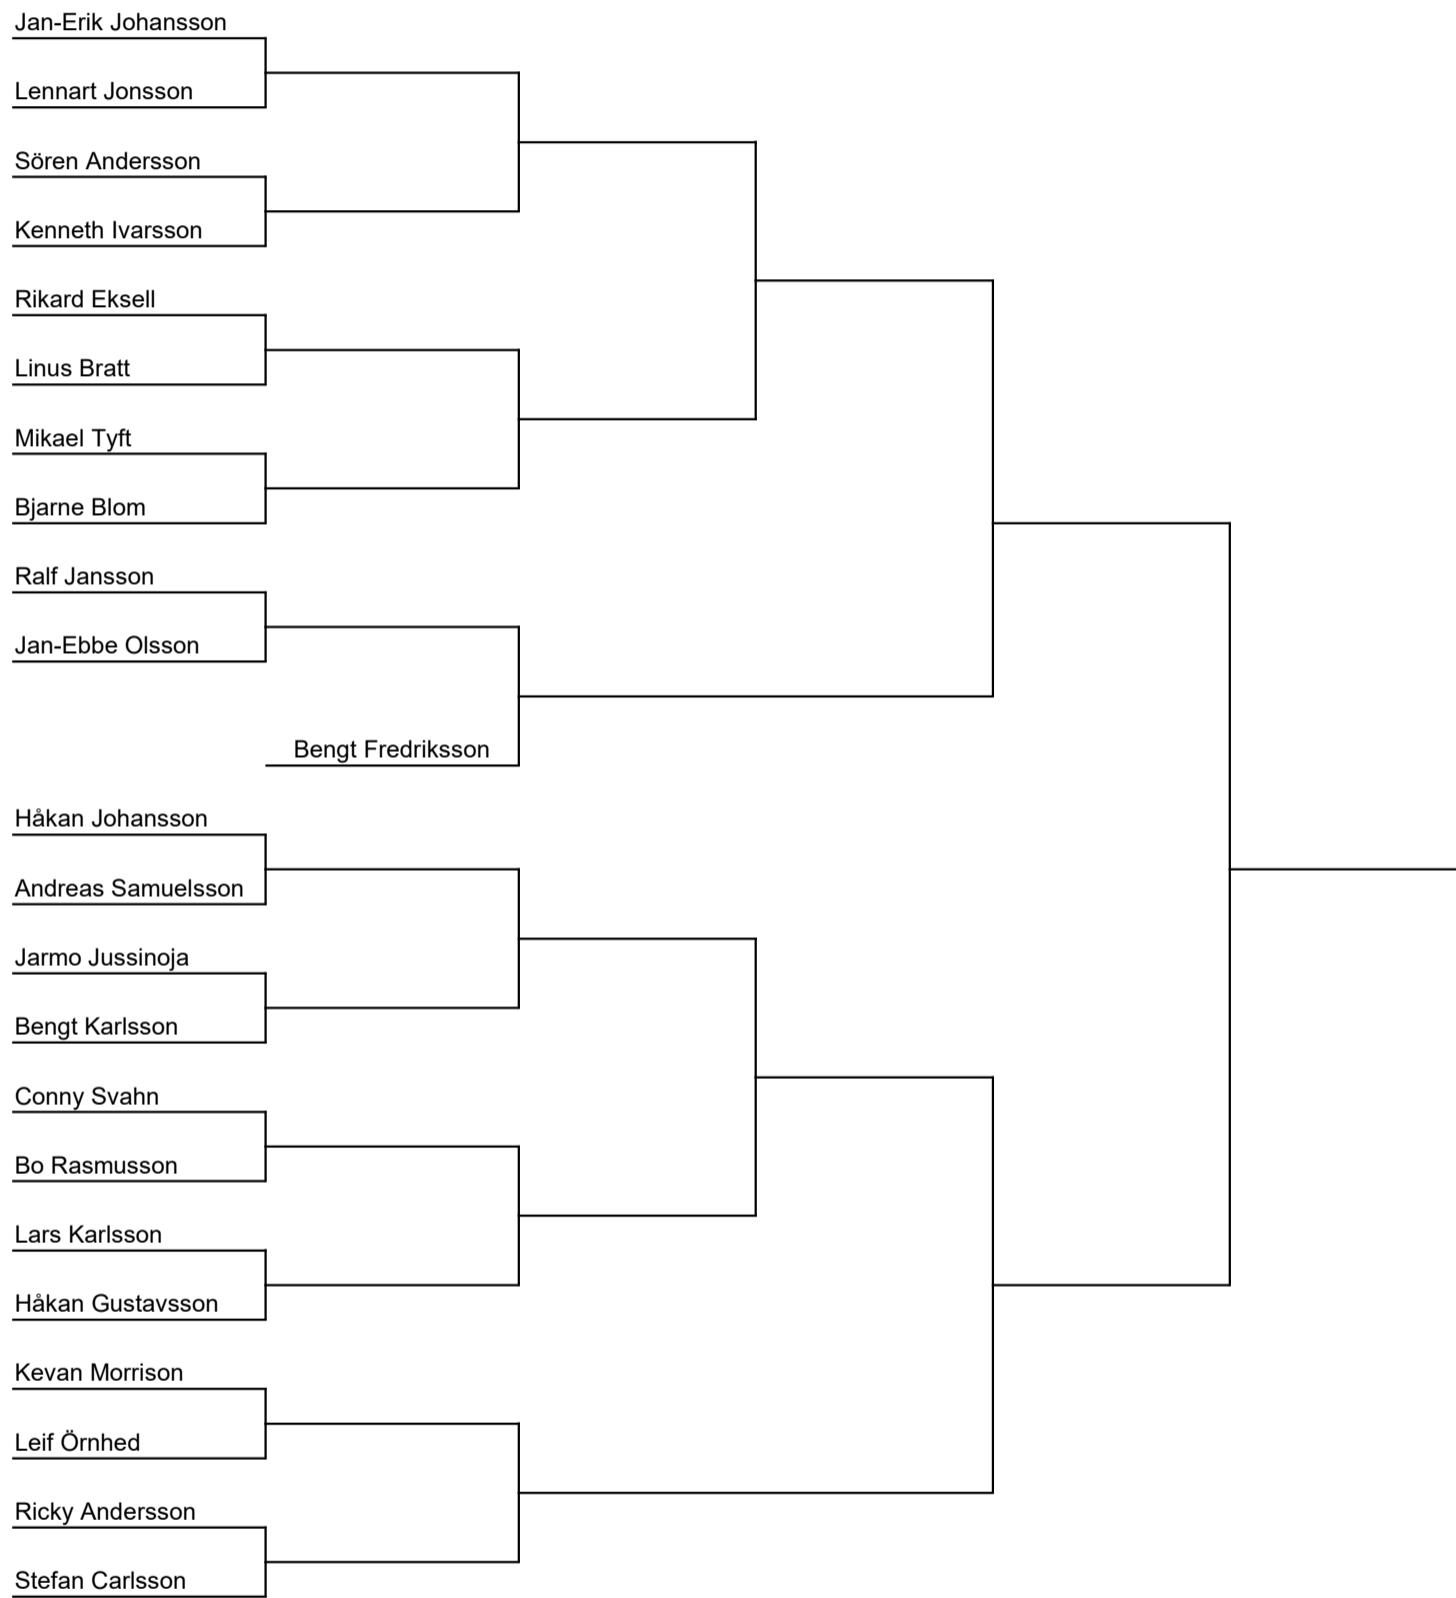 Jan-Erik Johansson
Lennart Jonsson
Sören Andersson
Kenneth Ivarsson
Rikard Eksell
Linus Bratt
Mikael Tyft
Bjarne Blom
Ralf Jansson
Jan-Ebbe Olsson
Bengt Fredriksson
Håkan Johansson
Andreas Samuelsson
Jarmo Jussinoja
Bengt Karlsson
Conny Svahn
Bo Rasmusson
Lars Karlsson
Håkan Gustavsson
Kevan Morrison
Leif Örnhed
Ricky Andersson
Stefan Carlsson